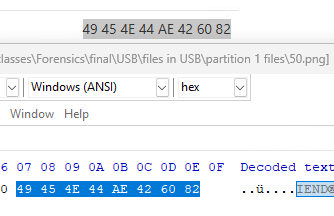 49 45 4E 44 AE 42 60 82
lasses\Forensics\final\USB\files in USB\partition 1 files\50.png]
Windows (ANSI) hex
Window Help
6 07 08 09 0A 0B 0C 0D 0E 0F Decoded text
0 49 45 4E 44 AE 42 60 82 ..ü....IEND®